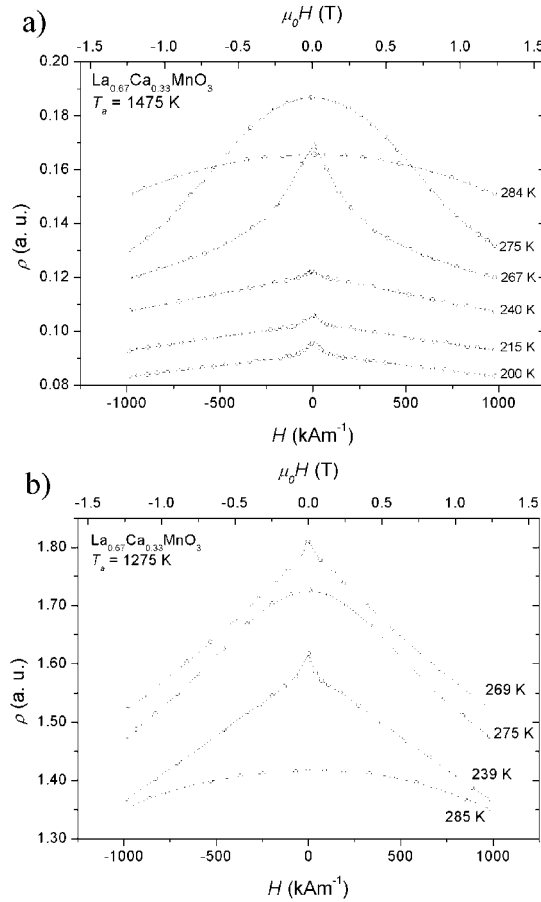 a)
μ₀H (T)
-1.0 -0.5 0.0 0.5 1.0
0.20
La₀.₆₇Ca₀.₃₃MnO₃
Tₐ = 1475 K
0.18
0.16
0.14
0.12
0.10
0.08
ρ (a. u.)
284 K
275 K
267 K
240 K
215 K
200 K
-1000 -500 0 500 1000
H (kAm⁻¹)
b)
μ₀H (T)
-1.5 -1.0 -0.5 0.0 0.5 1.0 1.5
La₀.₆₇Ca₀.₃₃MnO₃
Tₐ = 1275 K
1.80
1.70
1.60
1.50
1.40
1.30
ρ (a. u.)
269 K
275 K
239 K
285 K
-1000 -500 0 500 1000
H (kAm⁻¹)